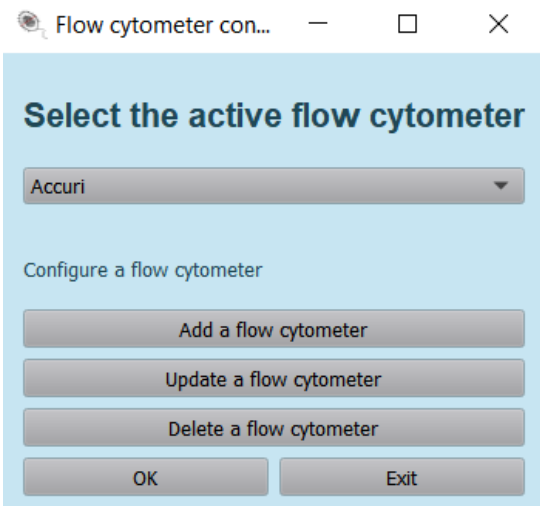 Flow cytometer con...
Select the active flow cytometer
Accuri
Configure a flow cytometer
Add a flow cytometer
Update a flow cytometer
Delete a flow cytometer
OK Exit